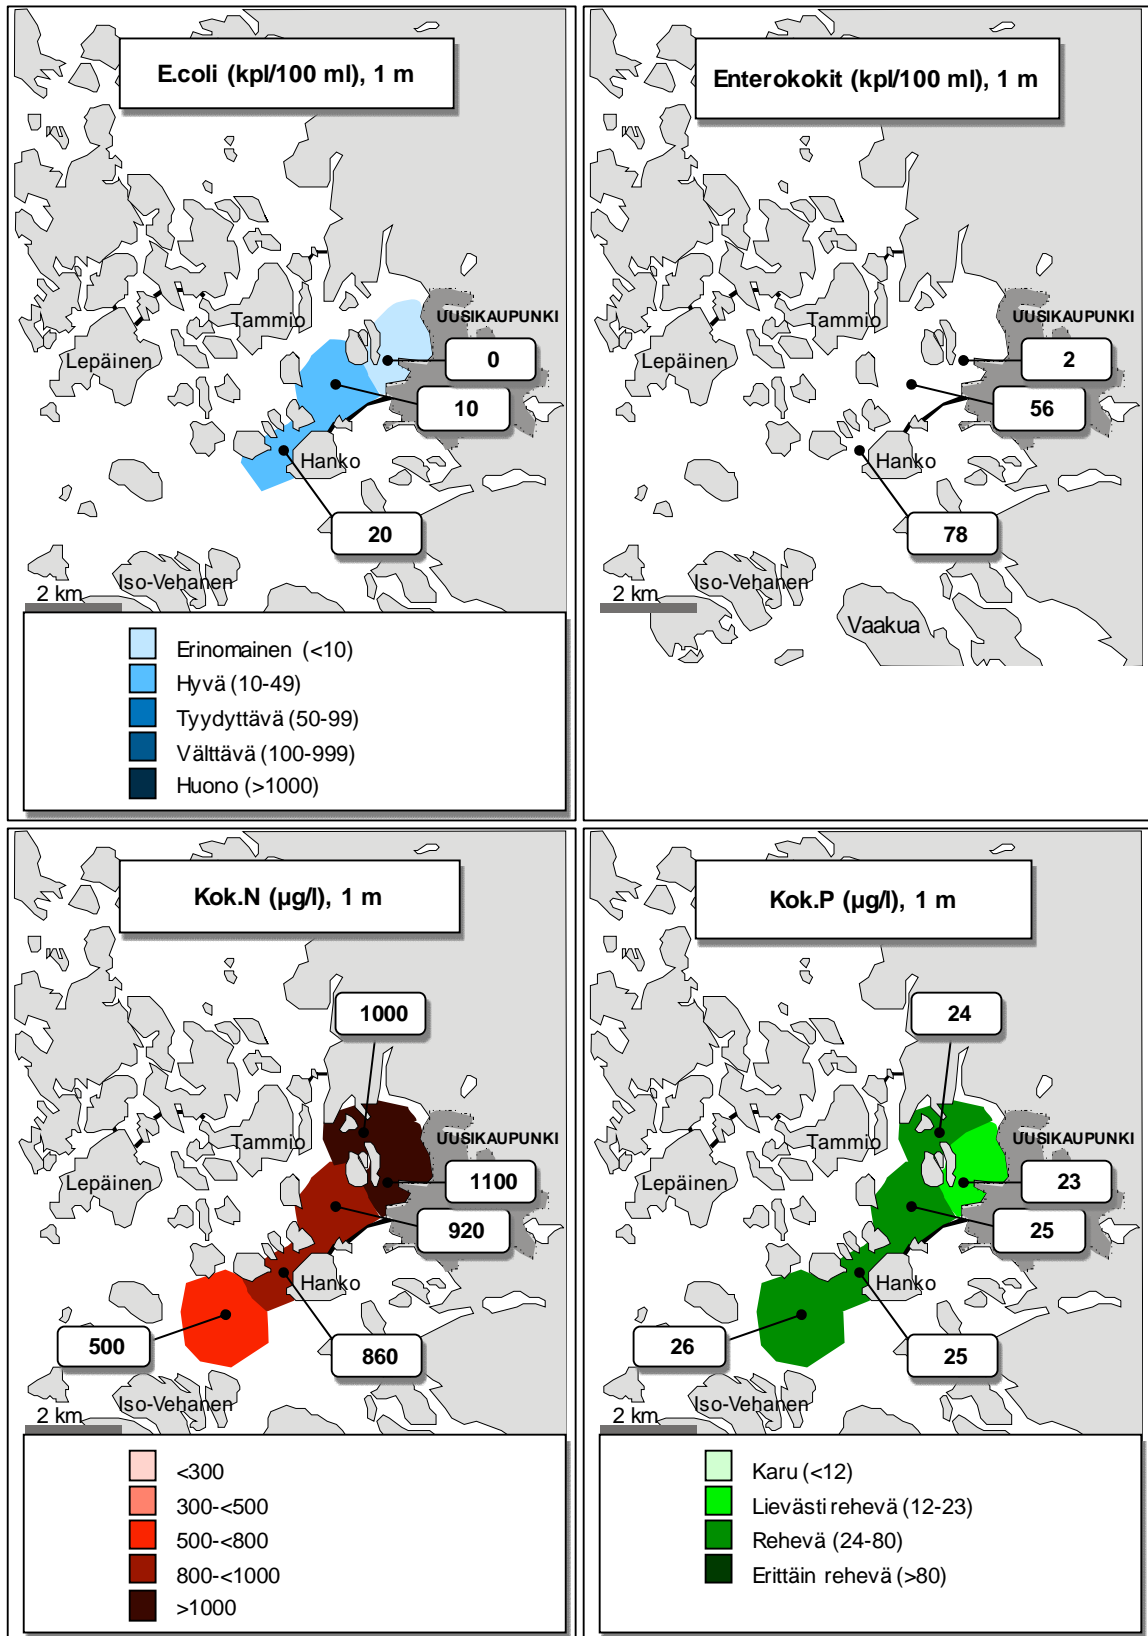 E.coli (kpl/100 ml), 1 m
Tammio
UUSIKAUPUNKI
Lepäinen
0
10
Hanko
20
Iso-Vehanen
2 km
Erinomainen (<10)
Hyvä (10-49)
Tyydyttävä (50-99)
Välttävä (100-999)
Huono (>1000)
Enterokokit (kpl/100 ml), 1 m
Tammio
UUSIKAUPUNKI
Lepäinen
2
56
Hanko
78
Iso-Vehanen
2 km
Vaakua
Kok.N (µg/l), 1 m
1000
Tammio
UUSIKAUPUNKI
Lepäinen
1100
920
Hanko
500
860
Iso-Vehanen
2 km
<300
300-<500
500-<800
800-<1000
>1000
Kok.P (µg/l), 1 m
24
Tammio
UUSIKAUPUNKI
Lepäinen
23
25
Hanko
26
25
Iso-Vehanen
2 km
Karu (<12)
Lievästi rehevä (12-23)
Rehevä (24-80)
Erittäin rehevä (>80)